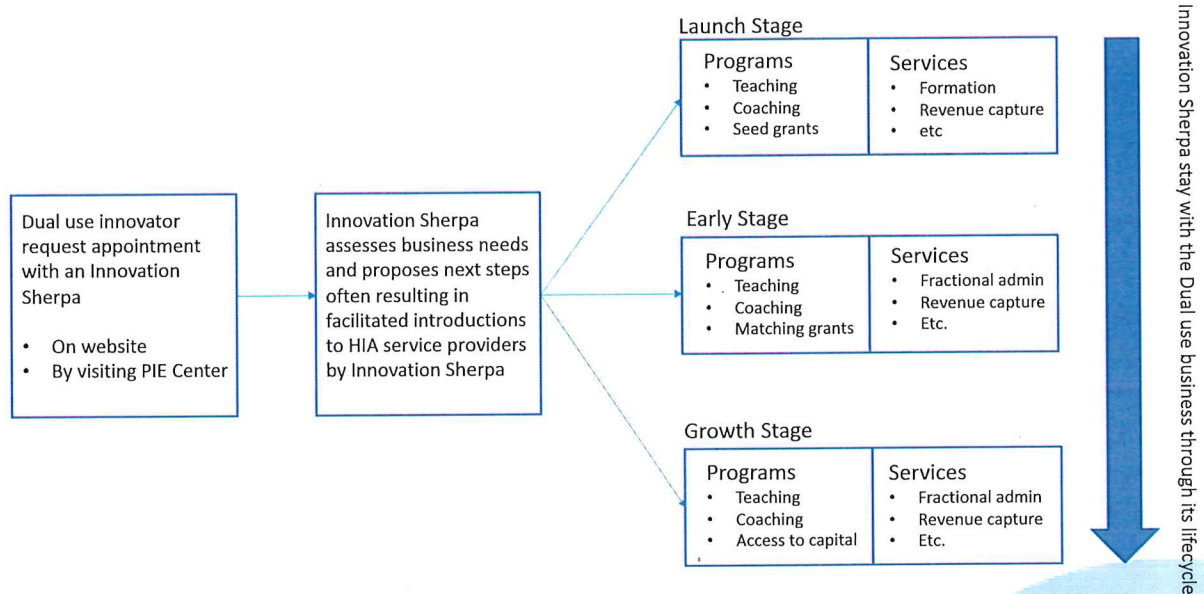 Dual use innovator
request appointment
with an Innovation
Sherpa
• On website
• By visiting PIE Center
Innovation Sherpa
assesses business needs
and proposes next steps
often resulting in
facilitated introductions
to HIA service providers
by Innovation Sherpa
Launch Stage
Programs
• Teaching
• Coaching
• Seed grants
Services
• Formation
• Revenue capture
• etc
Early Stage
Programs
• Teaching
• Coaching
• Matching grants
Services
• Fractional admin
• Revenue capture
• Etc.
Growth Stage
Programs
• Teaching
• Coaching
• Access to capital
Services
• Fractional admin
• Revenue capture
• Etc.
Innovation Sherpa stay with the Dual use business through its lifecycle